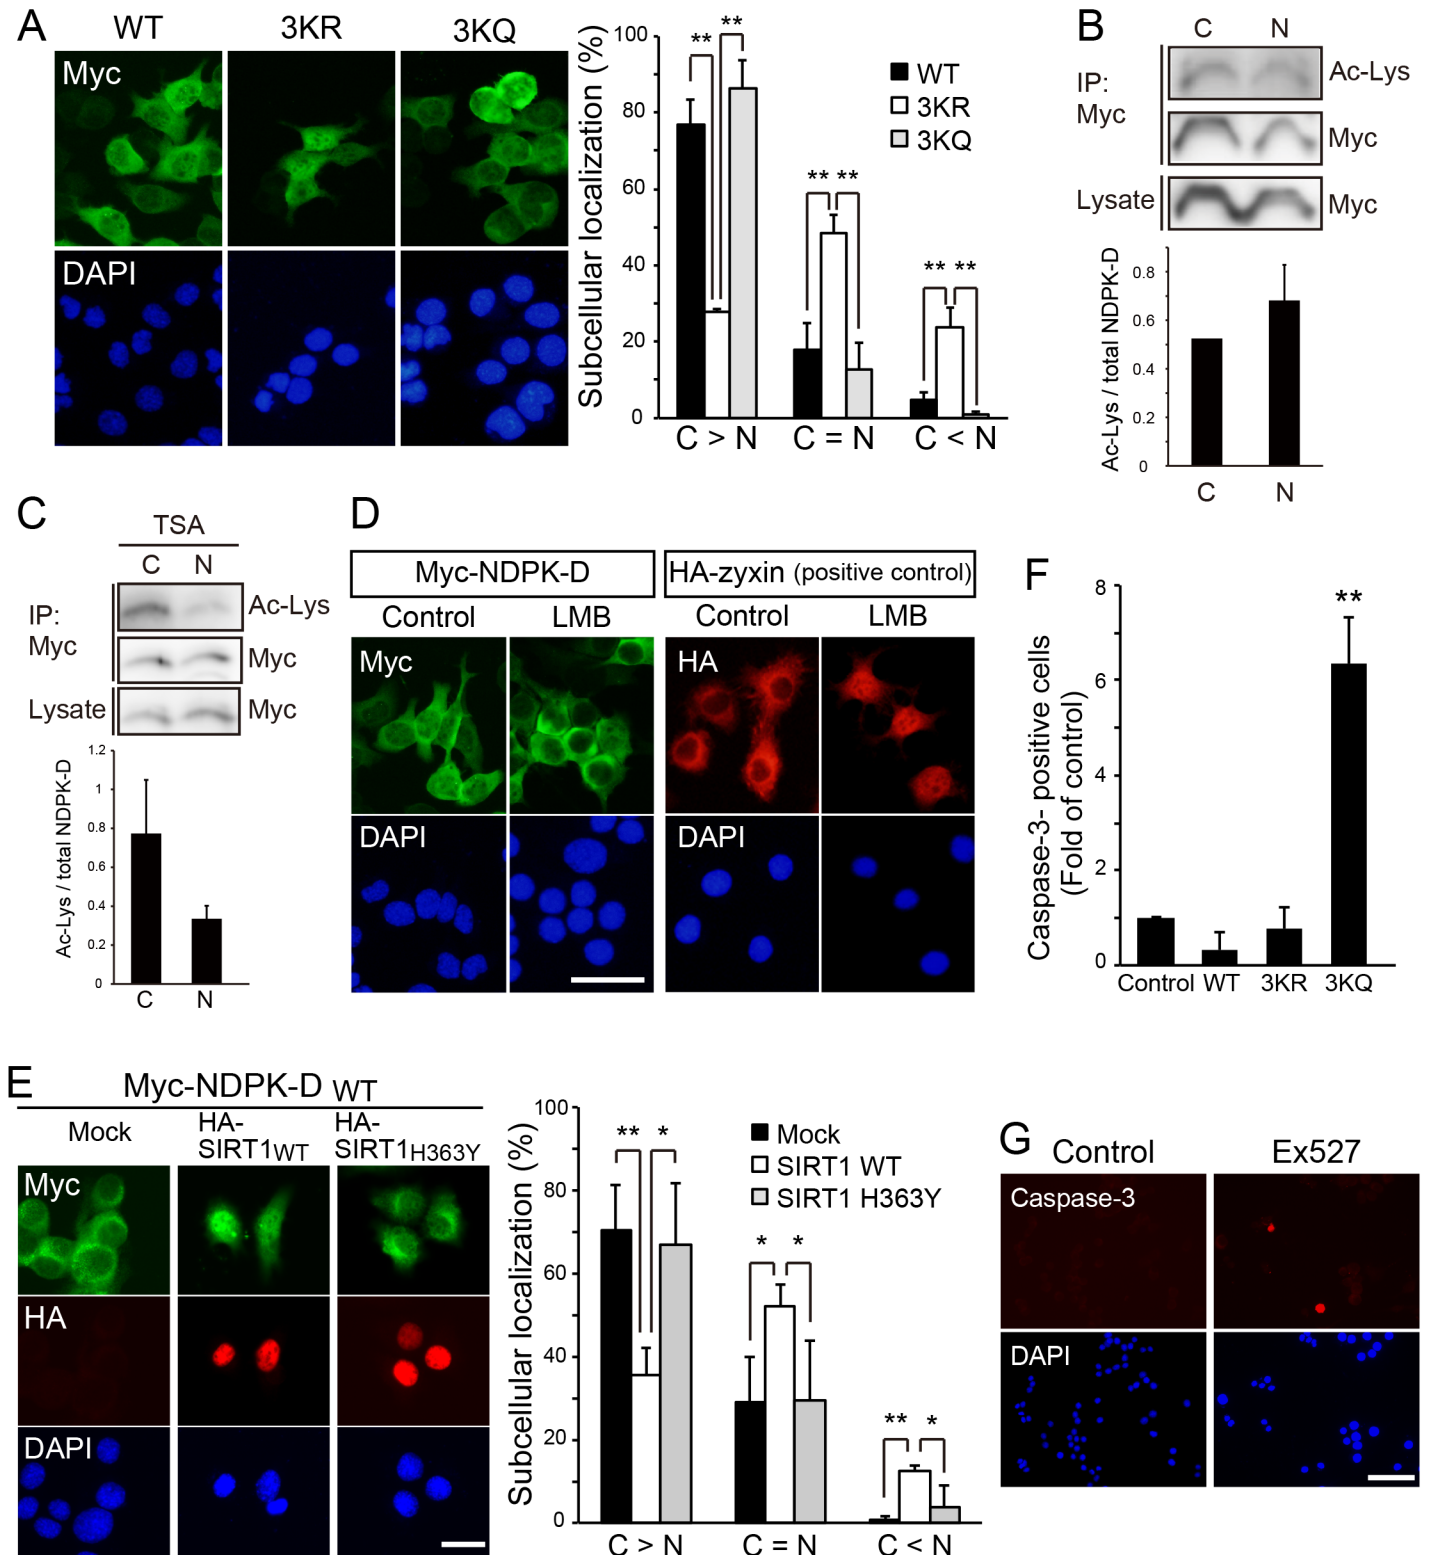 A
WT
3KR
3KQ
Myc
DAPI
Subcellular localization (%)
100
80
60
40
20
0
**
**
**
**
**
**
WT
3KR
3KQ
C > N
C = N
C < N
B
C
N
IP:
Myc
Ac-Lys
Myc
Lysate
Myc
Ac-Lys / total NDPK-D
0.8
0.6
0.4
0.2
0
C
N
C
TSA
C
N
IP:
Myc
Ac-Lys
Myc
Lysate
Myc
Ac-Lys / total NDPK-D
1.2
1
0.8
0.6
0.4
0.2
0
C
N
D
Myc-NDPK-D
HA-zyxin (positive control)
Control
LMB
Control
LMB
Myc
HA
DAPI
DAPI
F
Caspase-3- positive cells
(Fold of control)
8
6
4
2
0
**
Control
WT
3KR
3KQ
E
Myc-NDPK-D WT
Mock
HA-
SIRT1WT
HA-
SIRT1H363Y
Myc
HA
DAPI
Subcellular localization (%)
100
80
60
40
20
0
**
*
*
*
**
*
Mock
SIRT1 WT
SIRT1 H363Y
C > N
C = N
C < N
G
Control
Ex527
Caspase-3
DAPI